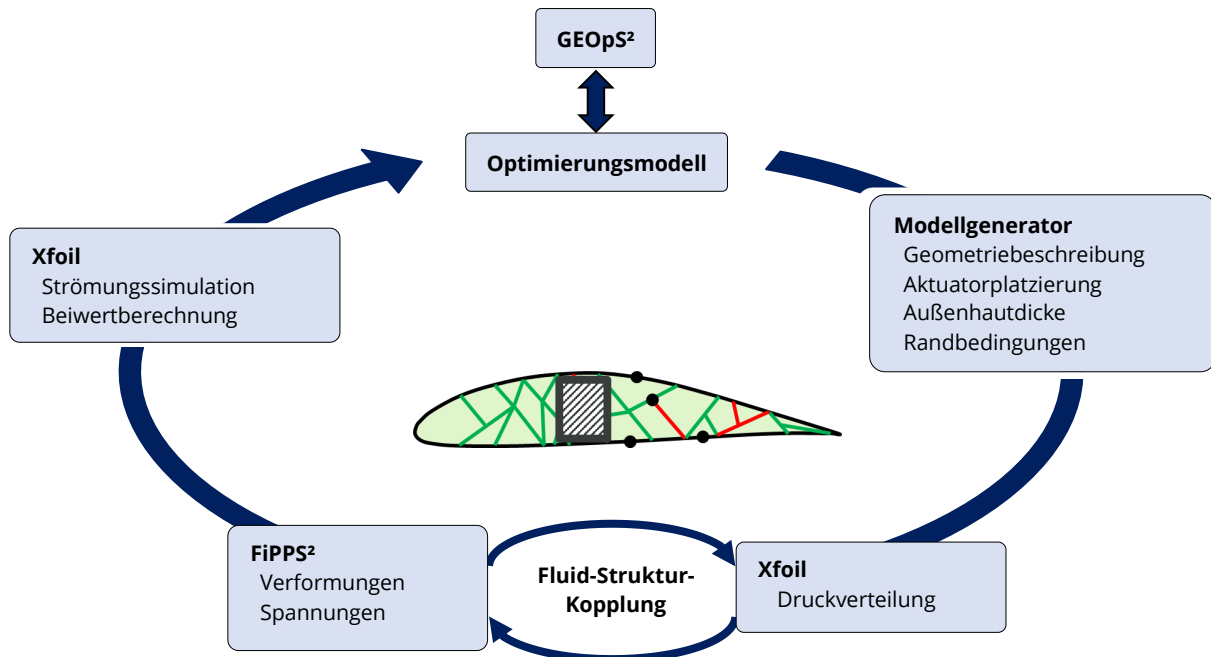 GEOpS²
Optimierungsmodell
Modellgenerator
Geometriebeschreibung
Aktuatorplatzierung
Außenhautdicke
Randbedingungen
Xfoil
Strömungssimulation
Beiwertberechnung
FiPPS²
Verformungen
Spannungen
Fluid-Struktur-
Kopplung
Xfoil
Druckverteilung